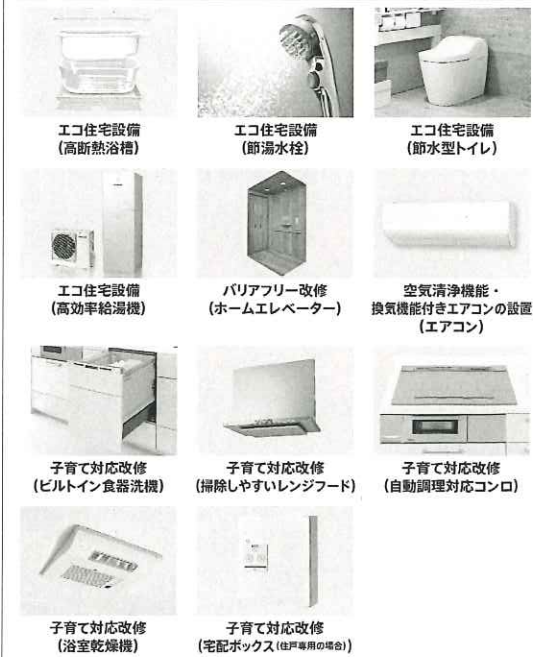 エコ住宅設備
(高断熱浴槽)
エコ住宅設備
(節湯水栓)
エコ住宅設備
(節水型トイレ)
エコ住宅設備
(高効率給湯機)
バリアフリー改修
(ホームエレベーター)
空気清浄機能・
換気機能付きエアコンの設置
(エアコン)
子育て対応改修
(ビルトイン食器洗機)
子育て対応改修
(掃除しやすいレンジフード)
子育て対応改修
(自動調理対応コンロ)
子育て対応改修
(浴室乾燥機)
子育て対応改修
(宅配ボックス(住戸専用の場合))